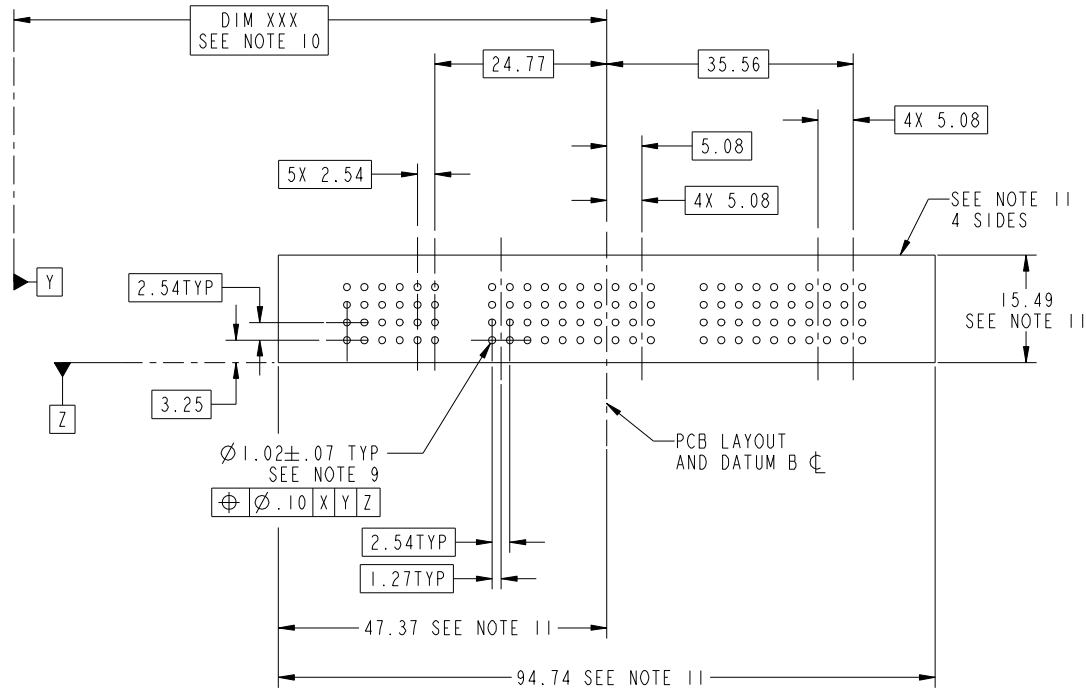 DIM XXX
SEE NOTE 10
24.77
35.56
4X 5.08
5.08
5X 2.54
4X 5.08
SEE NOTE 11
4 SIDES
Y
2.54TYP
15.49
SEE NOTE 11
3.25
Z
Ø1.02±.07 TYP
SEE NOTE 9
⌖ Ø.10 X Y Z
PCB LAYOUT
AND DATUM B ℄
2.54TYP
1.27TYP
47.37 SEE NOTE 11
94.74 SEE NOTE 11